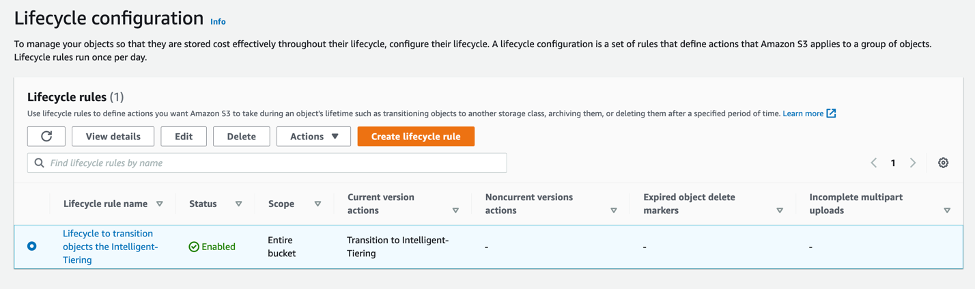 Lifecycle configuration Info
To manage your objects so that they are stored cost effectively throughout their lifecycle, configure their lifecycle. A lifecycle configuration is a set of rules that define actions that Amazon S3 applies to a group of objects.
Lifecycle rules run once per day.
Lifecycle rules (1)
Use lifecycle rules to define actions you want Amazon S3 to take during an object's lifetime such as transitioning objects to another storage class, archiving them, or deleting them after a specified period of time. Learn more
View details Edit Delete Actions Create lifecycle rule
Find lifecycle rules by name
1
Lifecycle rule name Status Scope Current version actions Noncurrent versions actions Expired object delete markers Incomplete multipart uploads
Lifecycle to transition
objects the Intelligent-
Tiering
Enabled
Entire
bucket
Transition to Intelligent-
Tiering
-
-
-